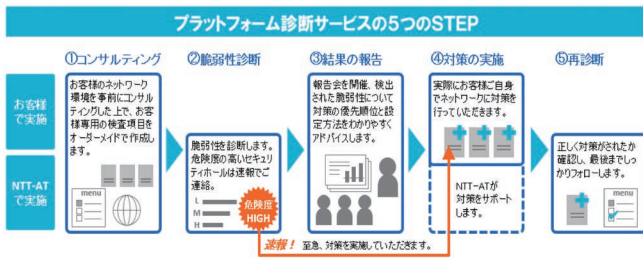 プラットフォーム診断サービスの5つのSTEP
①コンサルティング
②脆弱性診断
③結果の報告
④対策の実施
⑤再診断
お客様
で実施
NTT-AT
で実施
お客様のネットワーク
環境を事前にコンサル
ティングした上で、お客
様専用の検査項目を
オーダーメイドで作成し
ます。
menu
脆弱性を診断します。
危険度の高いセキュリ
ティホールは速報でご
連絡。
L
M
H
危険度
HIGH
報告会を開催、検出
された脆弱性について
対策の優先順位と設
定方法をわかりやすく
アドバイスします。
実際にお客様ご自身
でネットワークに対策を
行っていただきます。
NTT-ATが
対策をサポート
します。
正しく対策がされたか
確認し、最後までしっ
かりフォローします。
menu
速報! 至急、対策を実施していただきます。